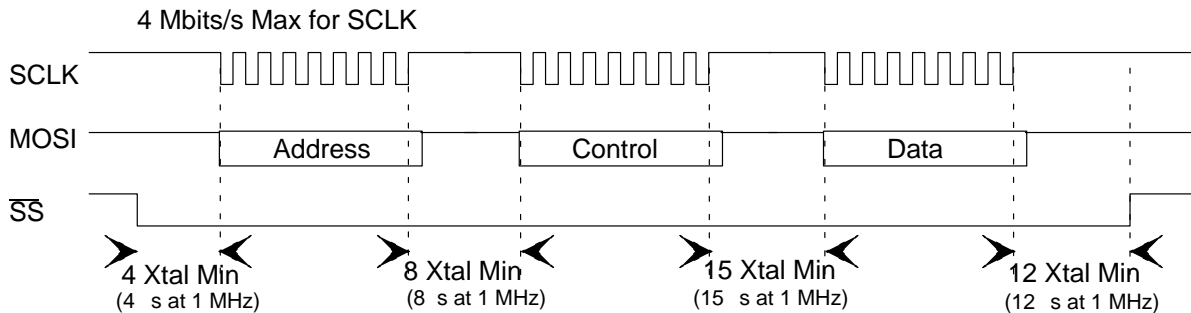 4 Mbits/s Max for SCLK
SCLK
MOSI
Address
Control
Data
SS
4 Xtal Min
8 Xtal Min
15 Xtal Min
12 Xtal Min
(4 s at 1 MHz)
(8 s at 1 MHz)
(15 s at 1 MHz)
(12 s at 1 MHz)